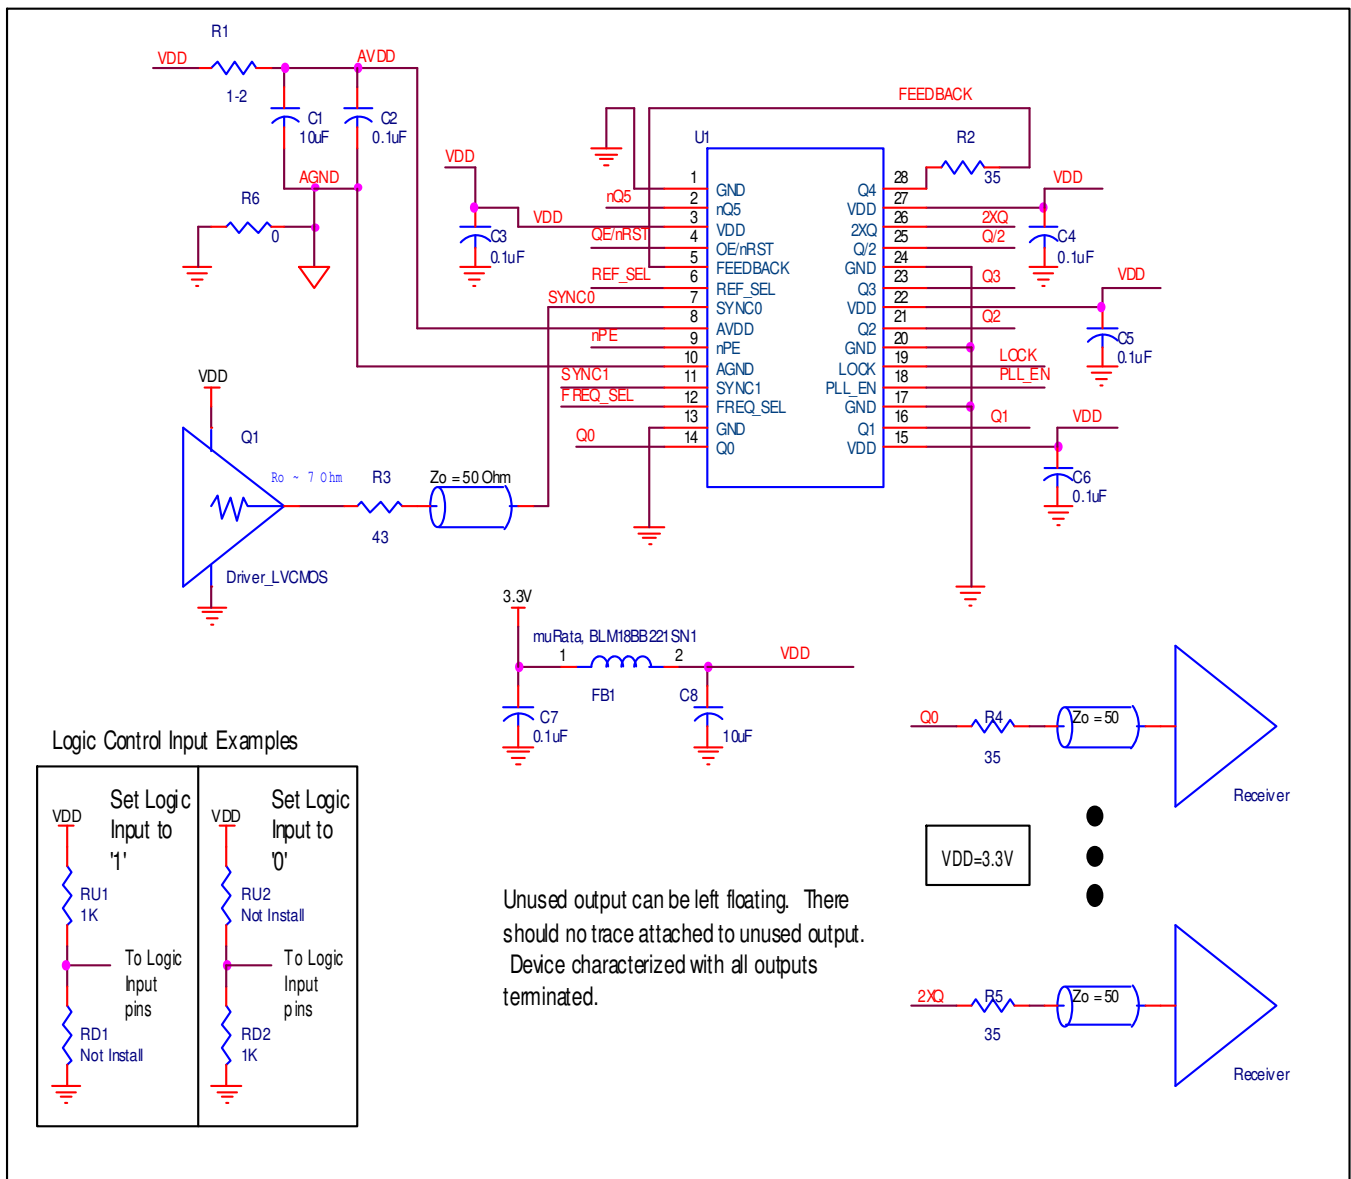 R1
VDD
AVDD
1-2
C1
10uF
C2
0.1uF
AGND
R6
0
VDD
C3
0.1uF
VDD
FEEDBACK
U1
R2
35
nQ5
OE/nRST
REF_SEL
SYNC0
nPE
SYNC1
FREQ_SEL
Q0
1 GND
2 nQ5
3 VDD
4 OE/nRST
5 FEEDBACK
6 REF_SEL
7 SYNC0
8 AVDD
9 nPE
10 AGND
11 SYNC1
12 FREQ_SEL
13 GND
14 Q0
Q4 28
VDD 27
2XQ 26
Q/2 25
GND 24
Q3 23
VDD 22
Q2 21
GND 20
LOCK 19
PLL_EN 18
GND 17
Q1 16
VDD 15
VDD
2XQ
Q/2
C4
0.1uF
Q3
VDD
Q2
C5
0.1uF
LOCK
PLL_EN
Q1
VDD
C6
0.1uF
VDD
Q1
Ro ~ 7 Ohm
R3
43
Zo = 50 Ohm
Driver_LVCMOS
3.3V
muRata, BLM18BB221SN1
1
2
VDD
FB1
C7
0.1uF
C8
10uF
Q0
R4
35
Zo = 50
Receiver
VDD=3.3V
2XQ
R5
35
Zo = 50
Receiver
Logic Control Input Examples
Set Logic
Input to
'1'
VDD
RU1
1K
To Logic
Input
pins
RD1
Not Install
Set Logic
Input to
'0'
VDD
RU2
Not Install
To Logic
Input
pins
RD2
1K
Unused output can be left floating. There
should no trace attached to unused output.
Device characterized with all outputs
terminated.